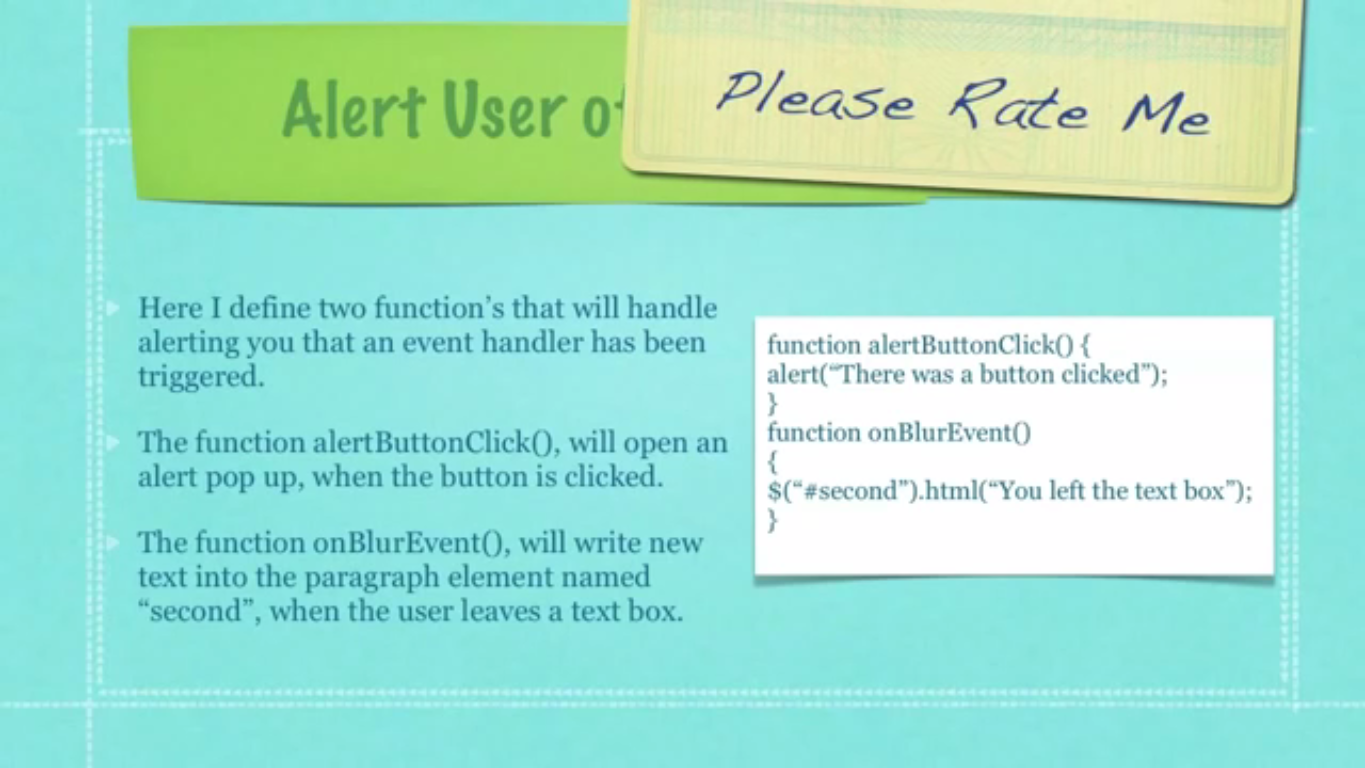 Alert User
Please Rate Me
Here I define two function’s that will handle
alerting you that an event handler has been
triggered.
The function alertButtonClick(), will open an
alert pop up, when the button is clicked.
The function onBlurEvent(), will write new
text into the paragraph element named
“second”, when the user leaves a text box.
function alertButtonClick() {
alert(“There was a button clicked”);
}
function onBlurEvent()
{
$(“#second”).html(“You left the text box”);
}